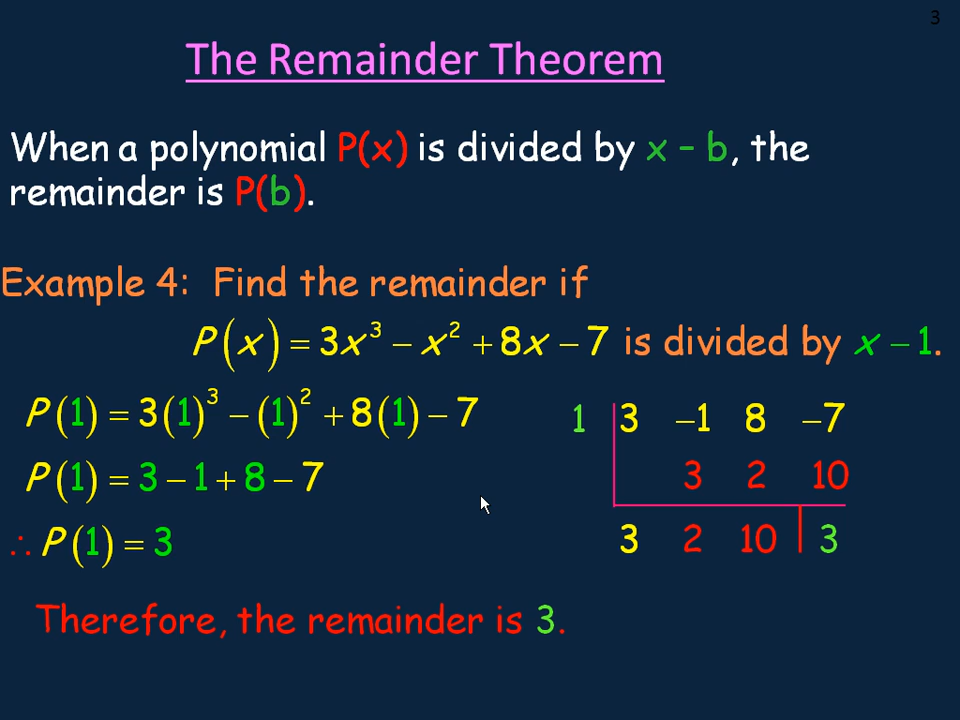 3
The Remainder Theorem
When a polynomial P(x) is divided by x – b, the
remainder is P(b).
Example 4: Find the remainder if
P(x) = 3x³ − x² + 8x − 7 is divided by x − 1.
P(1) = 3(1)³ − (1)² + 8(1) − 7
P(1) = 3 − 1 + 8 − 7
∴ P(1) = 3
1 3 −1 8 −7
3 2 10
3 2 10 3
Therefore, the remainder is 3.